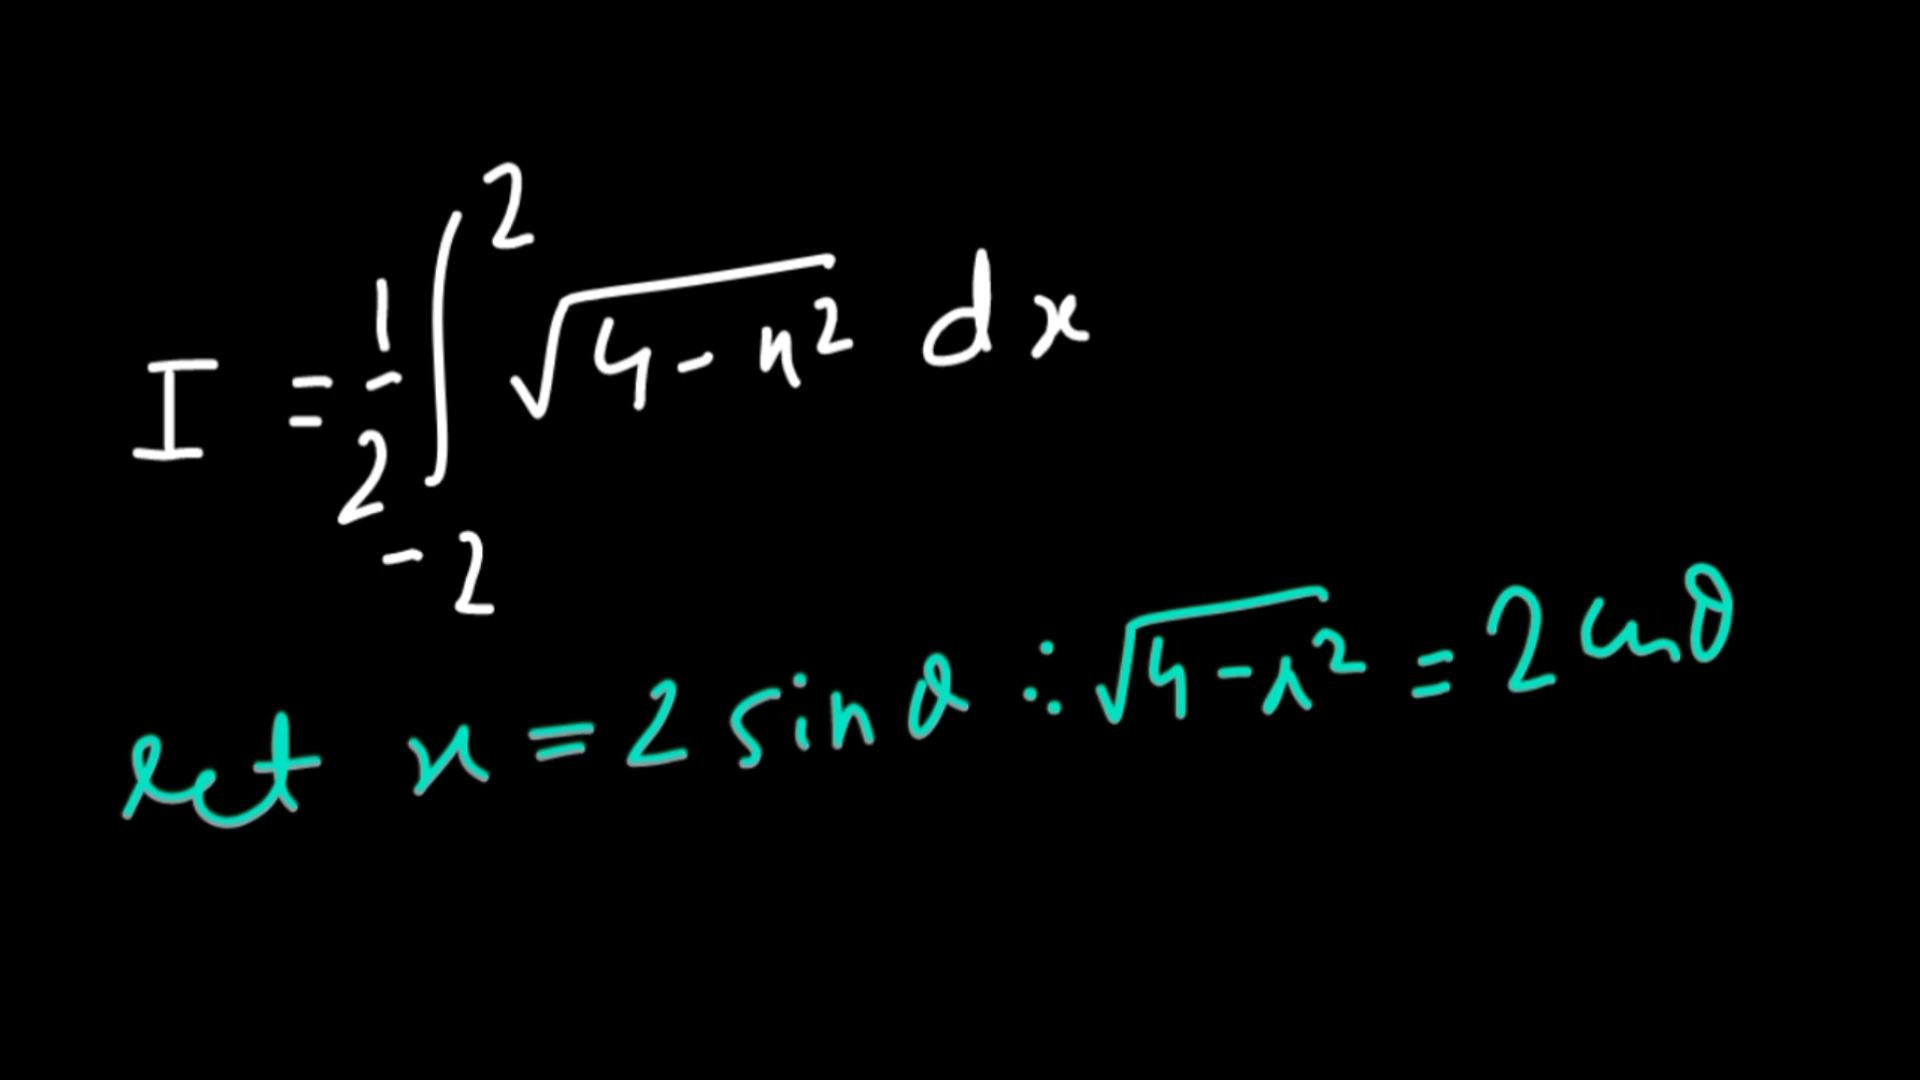 I = 1/2 ∫_{-2}^{2} √(4 - x²) dx
let x = 2 sin θ ∴ √(4 - x²) = 2 cos θ